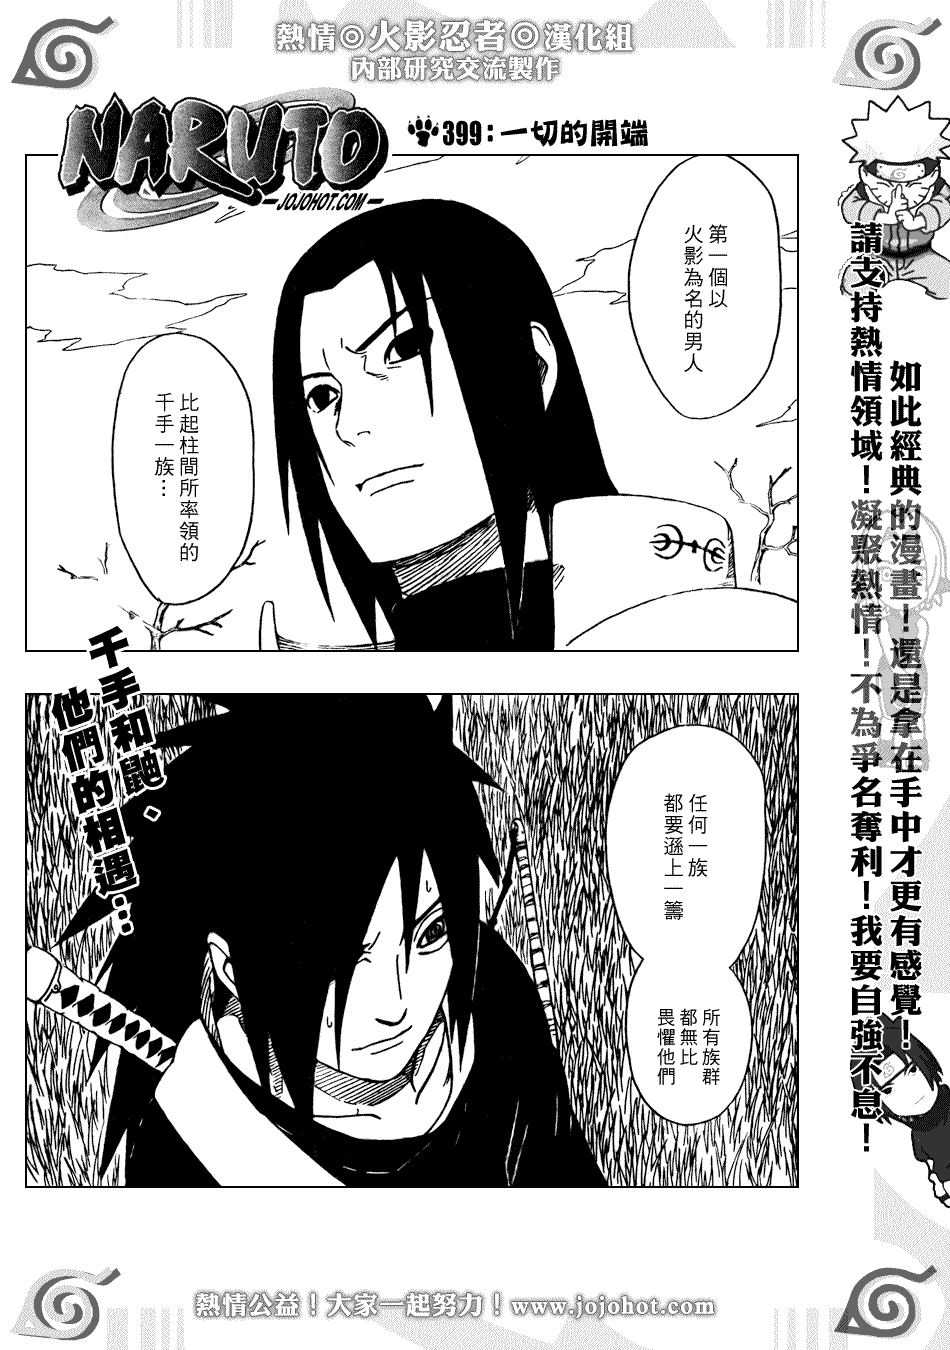 熱情◎火影忍者◎漢化組
內部研究交流製作
NARUTO
JOJOHOT.COM
399：一切的開端
第一個以
火影為名的男人
比起柱間所率領的
千手一族…
千手和鼬、
他們的相遇…
任何一族
都要遜上一籌
所有族群
都無比
畏懼他們
如此經典的漫畫！還是拿在手中才更有感覺！
請支持熱情領域！凝聚熱情！不為爭名奪利！我要自強不息！
熱情公益！大家一起努力！www.jojohot.com